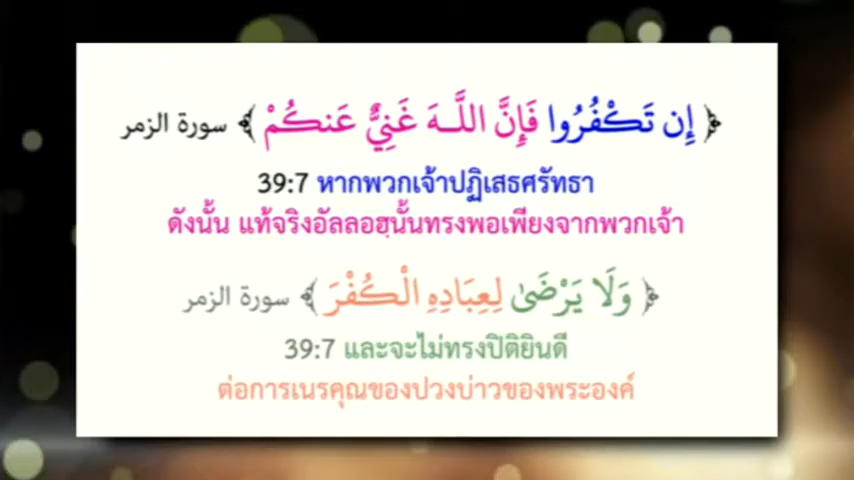 ﴿ إِن تَكْفُرُوا فَإِنَّ اللَّـهَ غَنِيٌّ عَنكُمْ ﴾ سورة الزمر
39:7 หากพวกเจ้าปฏิเสธศรัทธา
ดังนั้น แท้จริงอัลลอฮฺนั้นทรงพอเพียงจากพวกเจ้า
﴿ وَلَا يَرْضَىٰ لِعِبَادِهِ الْكُفْرَ ﴾ سورة الزمر
39:7 และจะไม่ทรงปิติยินดี
ต่อการเนรคุณของปวงบ่าวของพระองค์